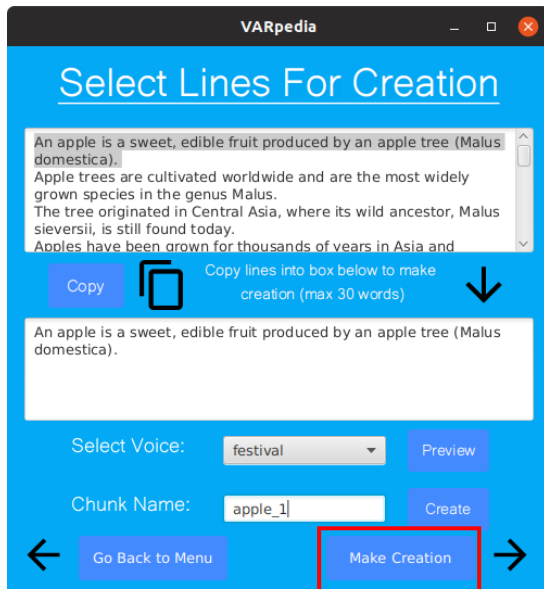 VARpedia
Select Lines For Creation
An apple is a sweet, edible fruit produced by an apple tree (Malus
domestica).
Apple trees are cultivated worldwide and are the most widely
grown species in the genus Malus.
The tree originated in Central Asia, where its wild ancestor, Malus
sieversii, is still found today.
Apples have been grown for thousands of years in Asia and
Copy
Copy lines into box below to make
creation (max 30 words)
An apple is a sweet, edible fruit produced by an apple tree (Malus
domestica).
Select Voice:
festival
Preview
Chunk Name:
apple_1
Create
Go Back to Menu
Make Creation